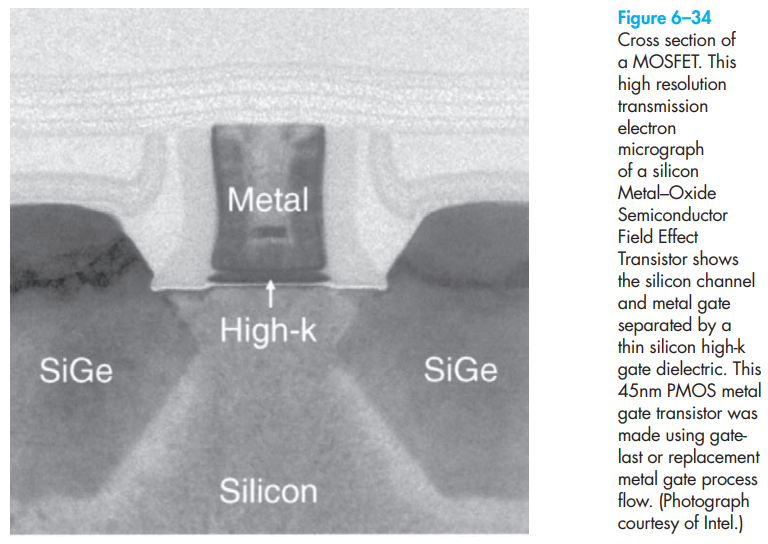 Metal
High-k
SiGe
SiGe
Silicon
Figure 6–34
Cross section of
a MOSFET. This
high resolution
transmission
electron
micrograph
of a silicon
Metal–Oxide
Semiconductor
Field Effect
Transistor shows
the silicon channel
and metal gate
separated by a
thin silicon high-k
gate dielectric. This
45nm PMOS metal
gate transistor was
made using gate-
last or replacement
metal gate process
flow. (Photograph
courtesy of Intel.)